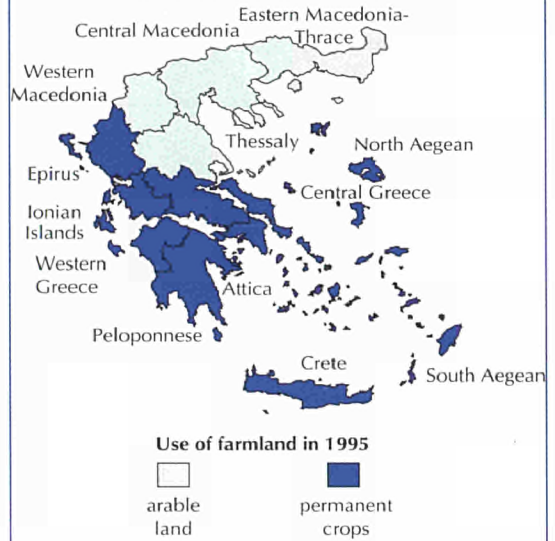 Eastern Macedonia-
Thrace
Central Macedonia
Western
Macedonia
Thessaly
North Aegean
Epirus
Central Greece
Ionian
Islands
Western
Greece
Attica
Peloponnese
Crete
South Aegean
Use of farmland in 1995
arable
land
permanent
crops